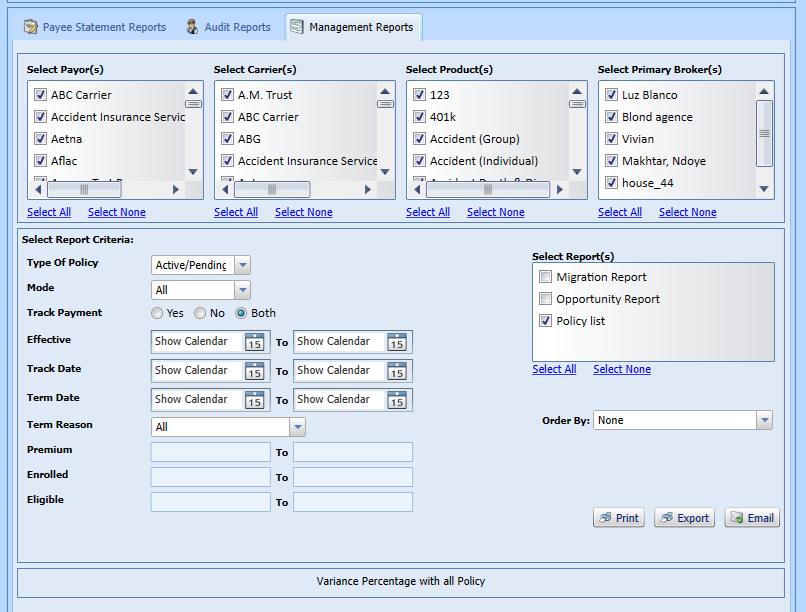 Payee Statement Reports Audit Reports Management Reports
Select Payor(s)
ABC Carrier
Accident Insurance Servic
Aetna
Aflac
Select All Select None
Select Carrier(s)
A.M. Trust
ABC Carrier
ABG
Accident Insurance Service
Select All Select None
Select Product(s)
123
401k
Accident (Group)
Accident (Individual)
Select All Select None
Select Primary Broker(s)
Luz Blanco
Blond agence
Vivian
Makhtar, Ndoye
house_44
Select All Select None
Select Report Criteria:
Type Of Policy Active/Pending
Mode All
Track Payment Yes No Both
Effective Show Calendar 15 To Show Calendar 15
Track Date Show Calendar 15 To Show Calendar 15
Term Date Show Calendar 15 To Show Calendar 15
Term Reason All
Premium To
Enrolled To
Eligible To
Select Report(s)
Migration Report
Opportunity Report
Policy list
Select All Select None
Order By: None
Print Export Email
Variance Percentage with all Policy